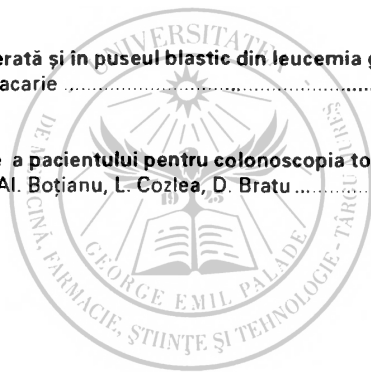 erată și în puseul blastic din leucemia g
acarie
a pacientului pentru colonoscopia to
Al. Boțianu, L. Cozlea, D. Bratu
UNIVERSITATEA DE MEDICINĂ, FARMACIE, ȘTIINȚE ȘI TEHNOLOGIE - TÂRGU MUREȘ
GEORGE EMIL PALADE